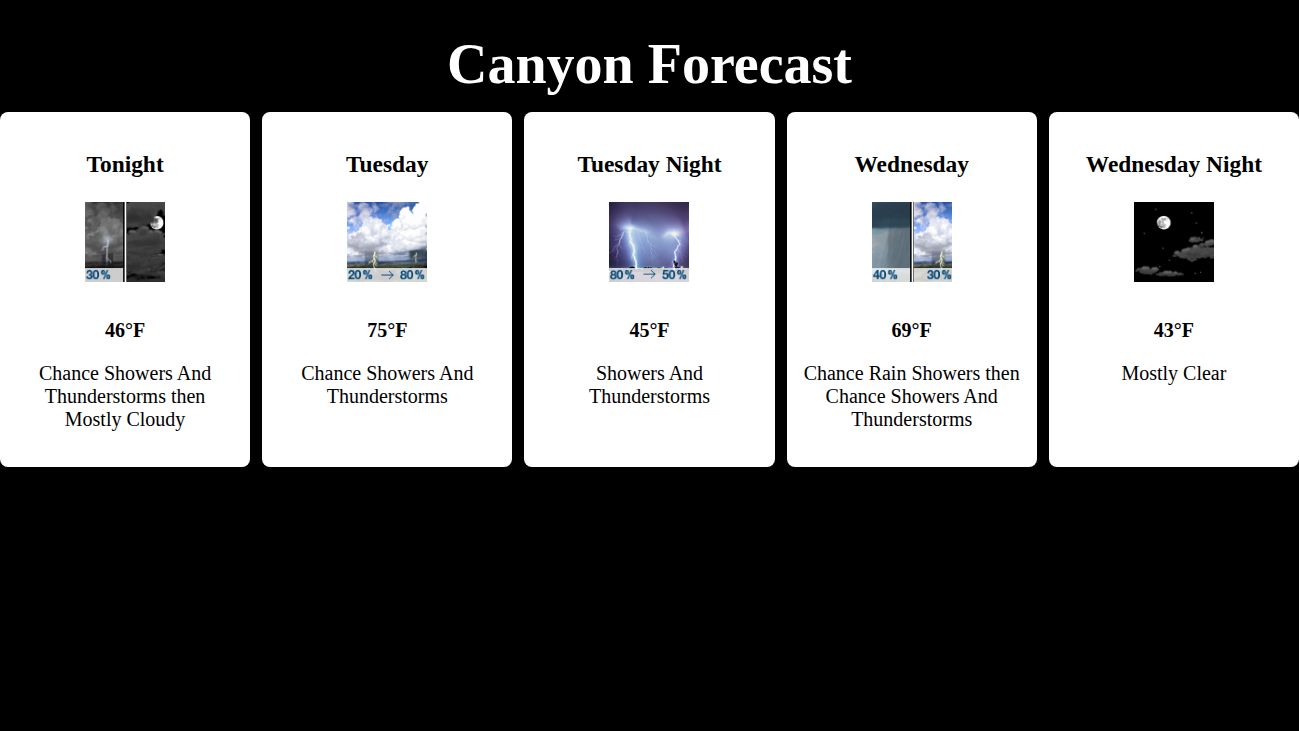 Canyon Forecast
Tonight
30%
46°F
Chance Showers And
Thunderstorms then
Mostly Cloudy
Tuesday
20% → 80%
75°F
Chance Showers And
Thunderstorms
Tuesday Night
80% → 50%
45°F
Showers And
Thunderstorms
Wednesday
40% 30%
69°F
Chance Rain Showers then
Chance Showers And
Thunderstorms
Wednesday Night
43°F
Mostly Clear